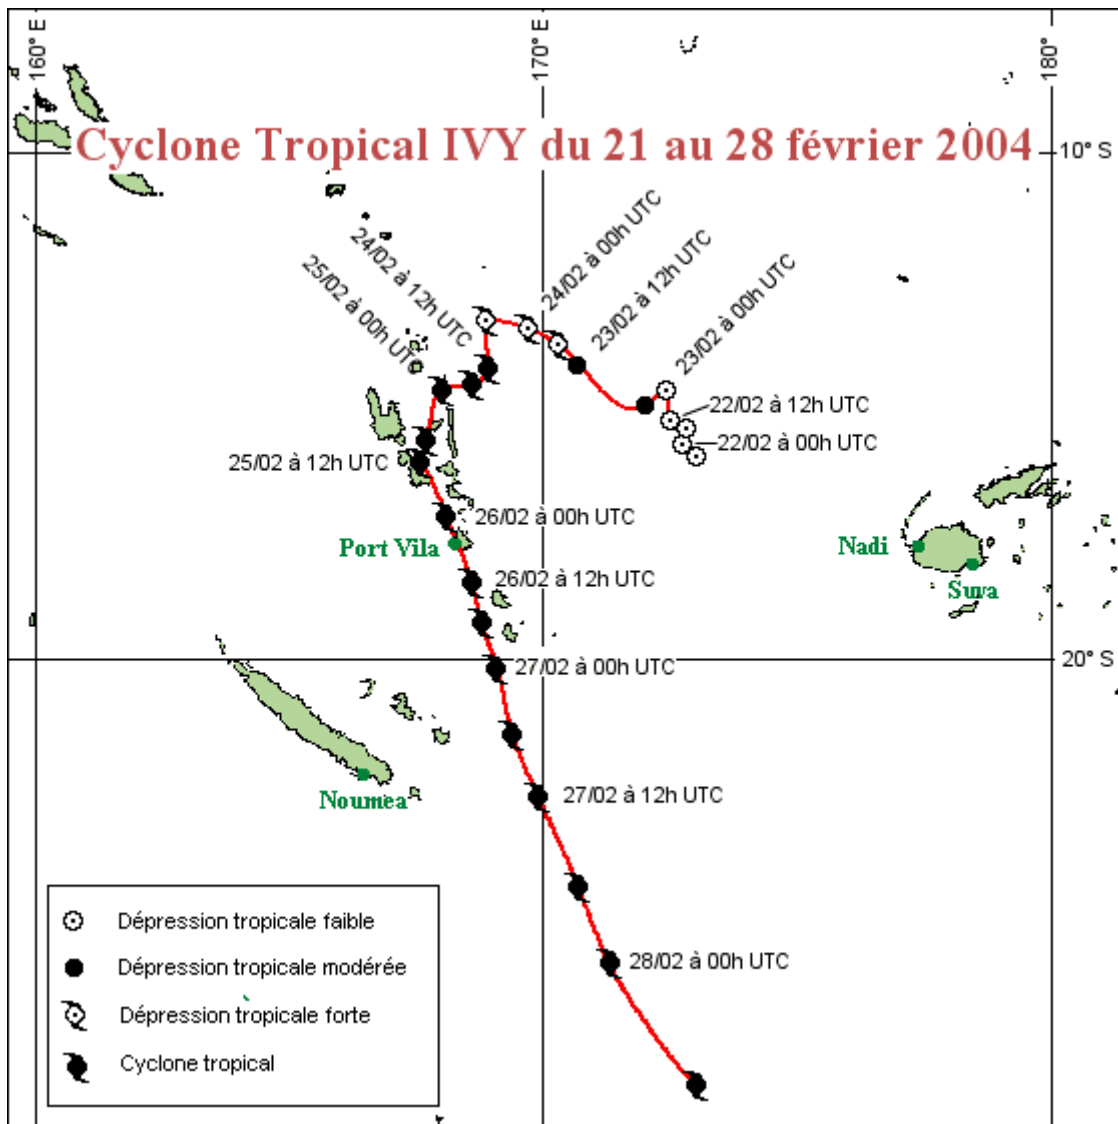 160° E
170° E
180°
Cyclone Tropical IVY du 21 au 28 février 2004
10° S
24/02 à 00h UTC
24/02 à 12h UTC
23/02 à 12h UTC
25/02 à 00h UTC
23/02 à 00h UTC
22/02 à 12h UTC
22/02 à 00h UTC
25/02 à 12h UTC
26/02 à 00h UTC
Port Vila
Nadi
26/02 à 12h UTC
Suva
20° S
27/02 à 00h UTC
27/02 à 12h UTC
Noumea
Dépression tropicale faible
28/02 à 00h UTC
Dépression tropicale modérée
Dépression tropicale forte
Cyclone tropical